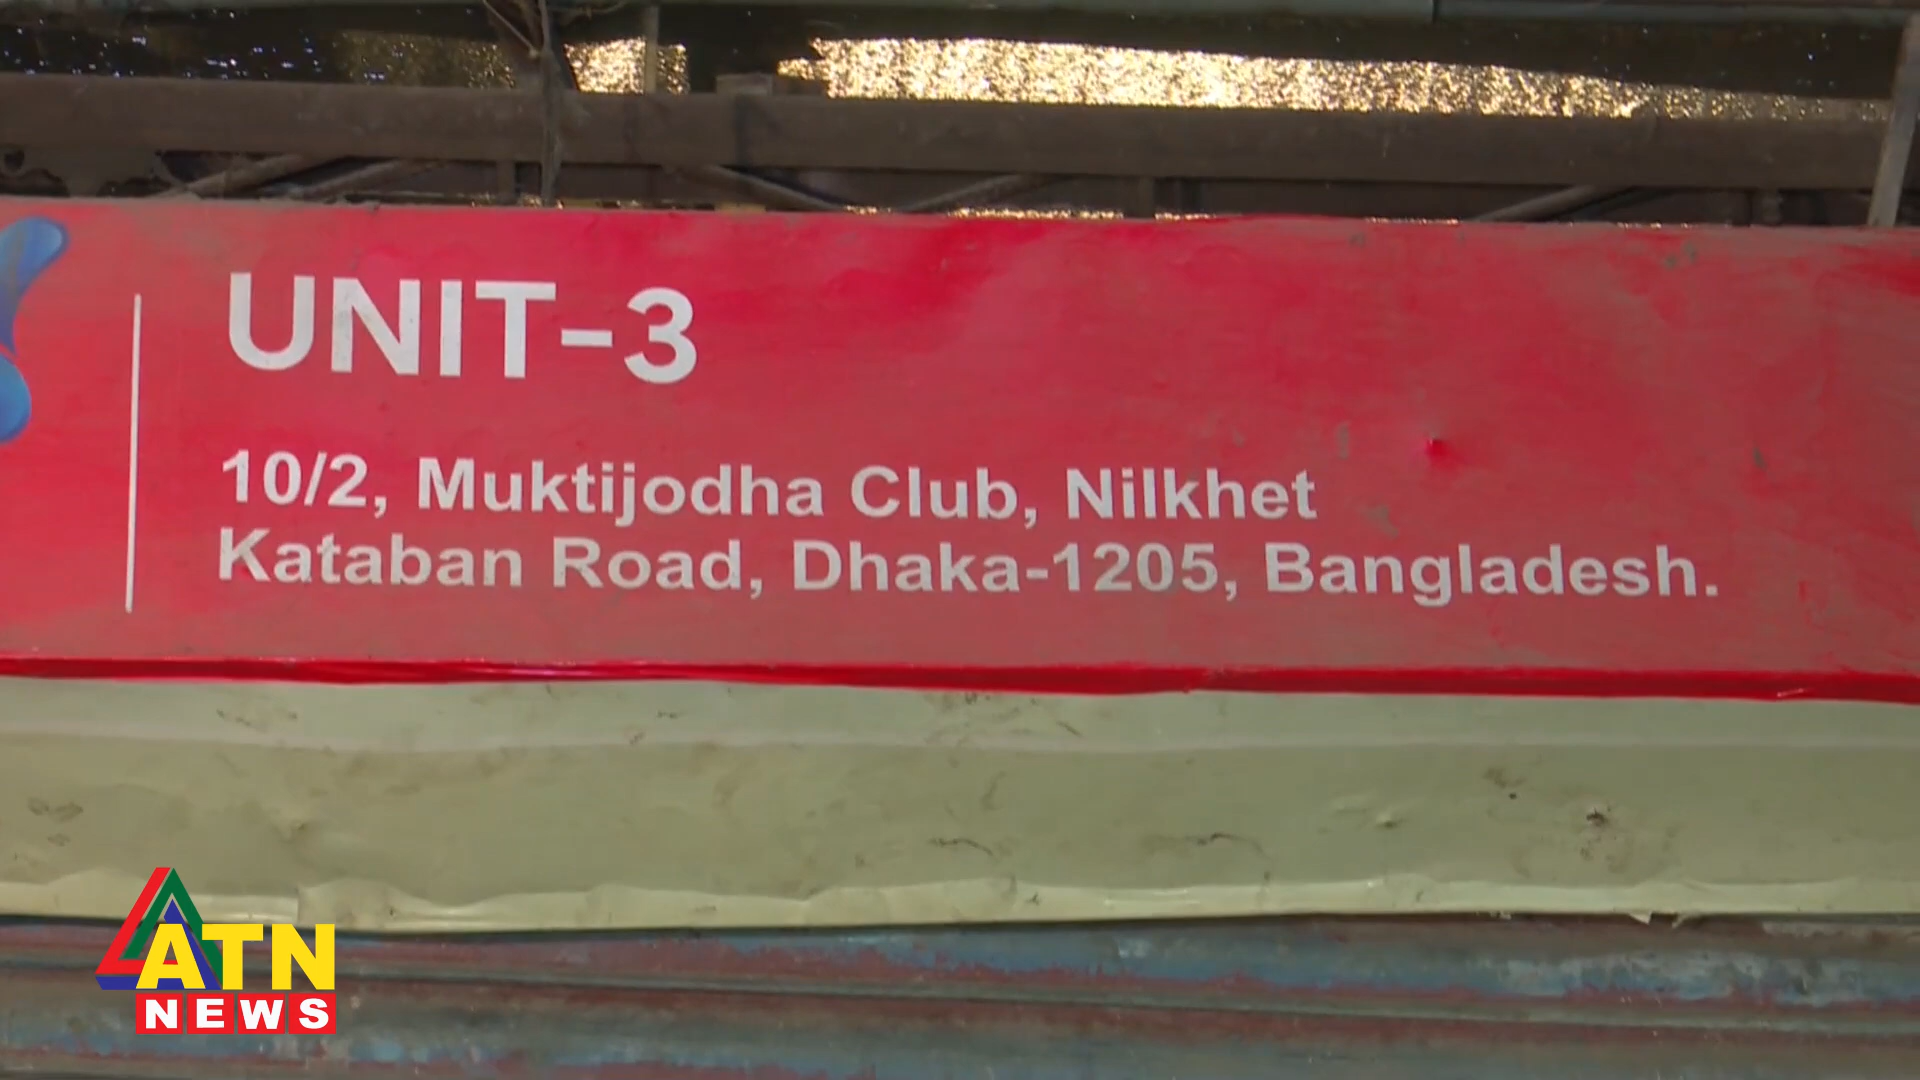 UNIT-3
10/2, Muktijodha Club, Nilkhet
Kataban Road, Dhaka-1205, Bangladesh.
ATN
NEWS